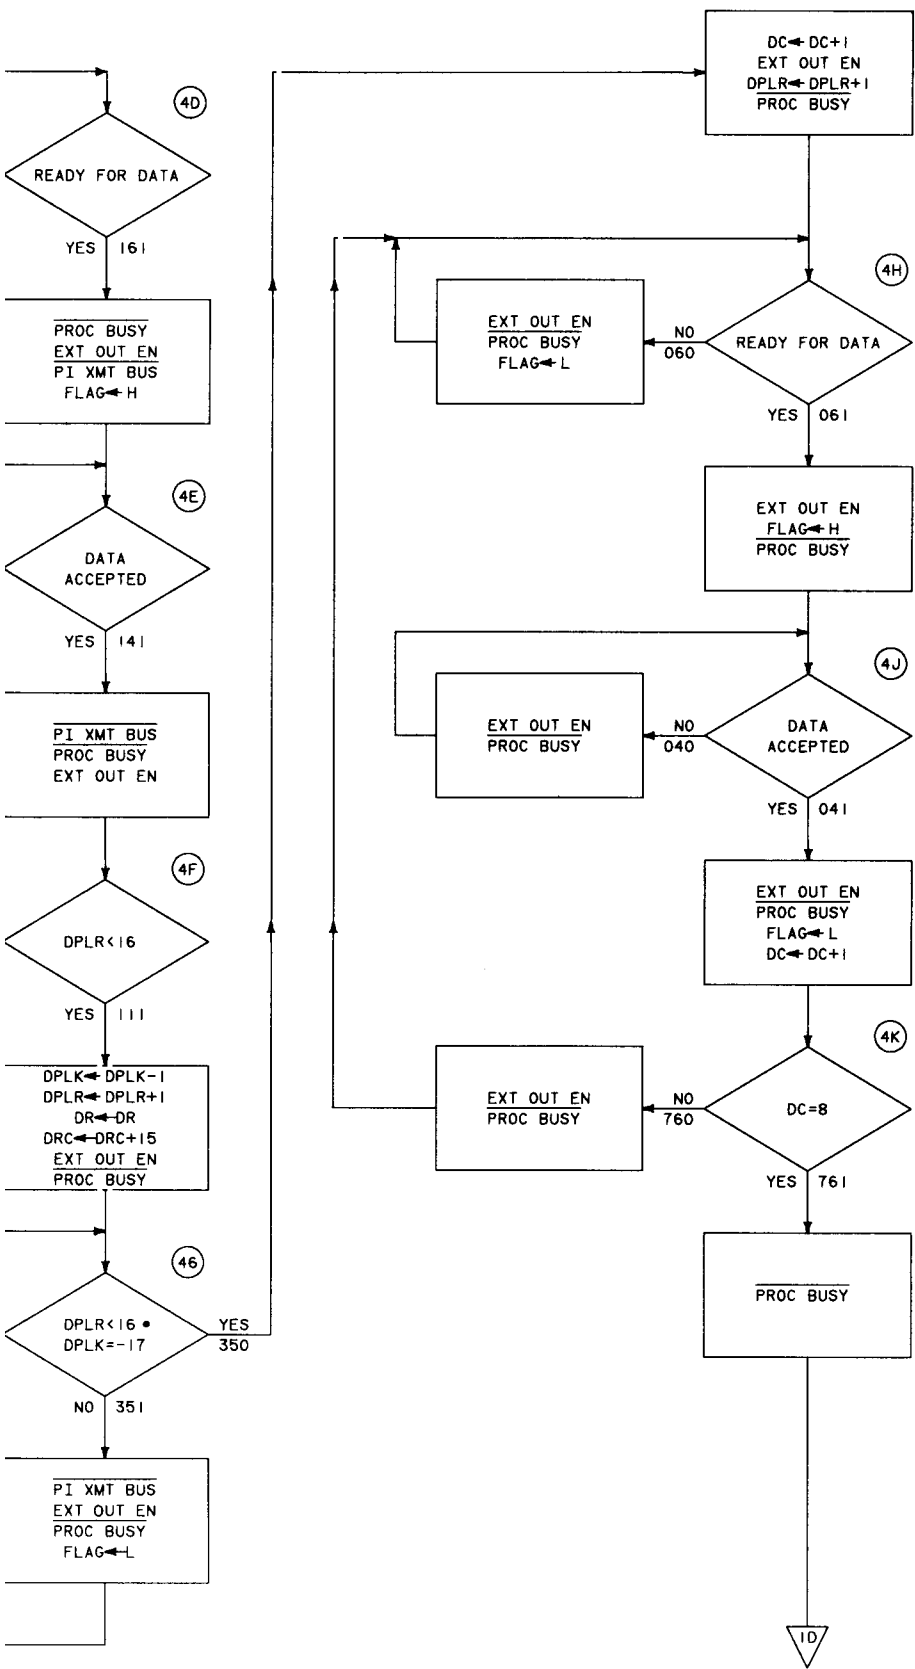 4D
READY FOR DATA
YES 161
PROC BUSY
EXT OUT EN
PI XMT BUS
FLAG←H
4E
DATA
ACCEPTED
YES 141
PI XMT BUS
PROC BUSY
EXT OUT EN
4F
DPLR<16
YES 111
DPLK←DPLK-1
DPLR←DPLR+1
DR←DR
DRC←DRC+15
EXT OUT EN
PROC BUSY
46
DPLR<16 •
DPLK=-17
YES
350
NO 351
PI XMT BUS
EXT OUT EN
PROC BUSY
FLAG←L
DC←DC+1
EXT OUT EN
DPLR←DPLR+1
PROC BUSY
4H
READY FOR DATA
NO
060
EXT OUT EN
PROC BUSY
FLAG←L
YES 061
EXT OUT EN
FLAG←H
PROC BUSY
4J
DATA
ACCEPTED
NO
040
EXT OUT EN
PROC BUSY
YES 041
EXT OUT EN
PROC BUSY
FLAG←L
DC←DC+1
4K
DC=8
NO
760
EXT OUT EN
PROC BUSY
YES 761
PROC BUSY
1D